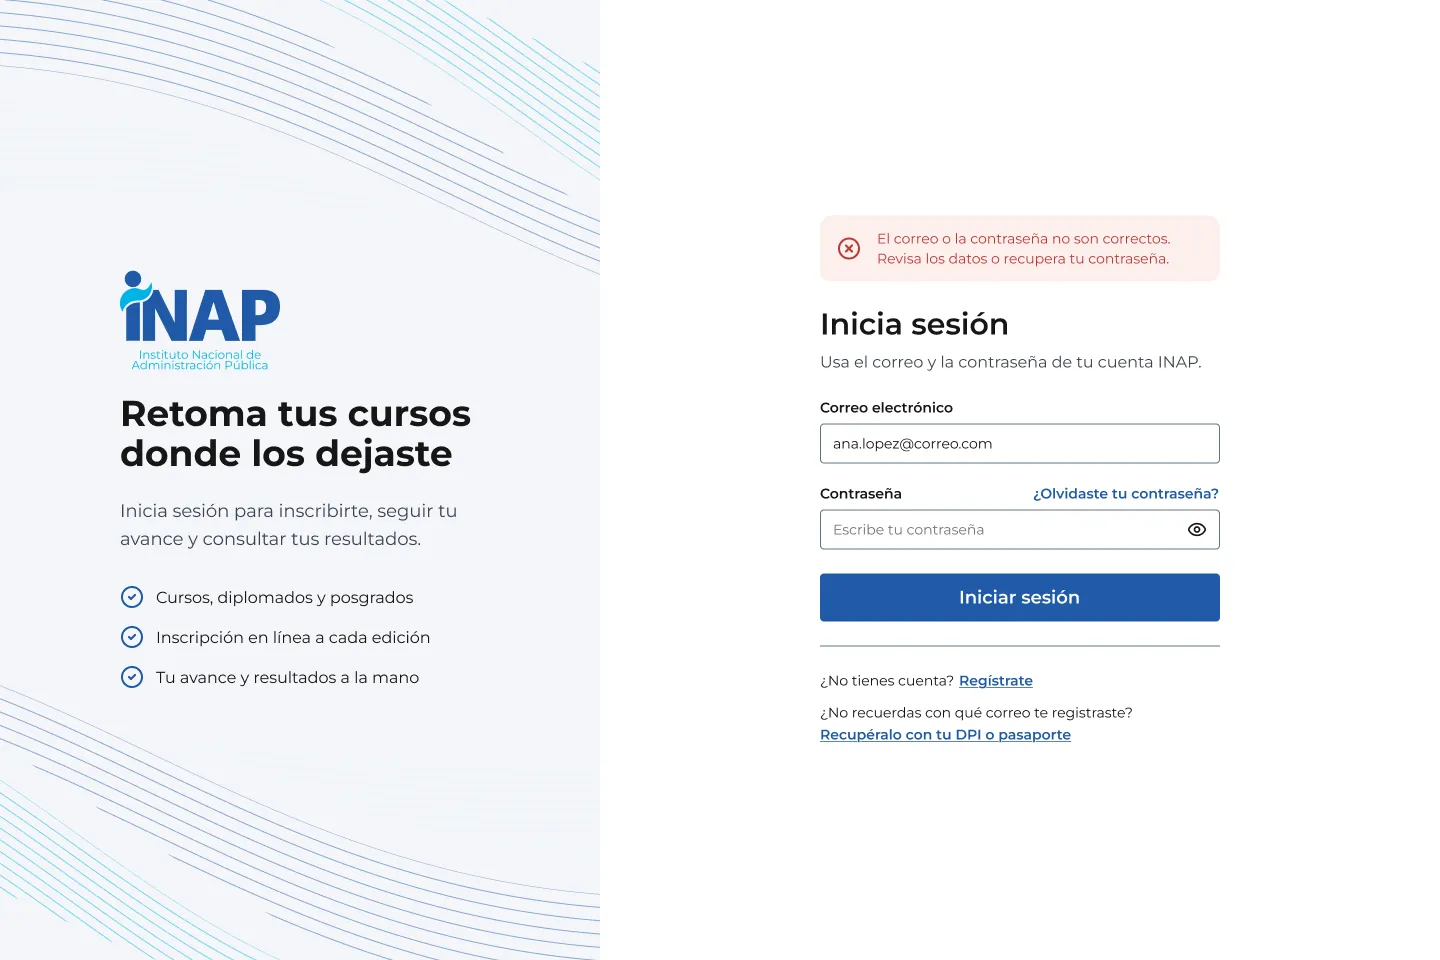 iNAP
Instituto Nacional de
Administración Pública
Retoma tus cursos
donde los dejaste
Inicia sesión para inscribirte, seguir tu
avance y consultar tus resultados.
Cursos, diplomados y posgrados
Inscripción en línea a cada edición
Tu avance y resultados a la mano
El correo o la contraseña no son correctos.
Revisa los datos o recupera tu contraseña.
Inicia sesión
Usa el correo y la contraseña de tu cuenta INAP.
Correo electrónico
ana.lopez@correo.com
Contraseña ¿Olvidaste tu contraseña?
Escribe tu contraseña
Iniciar sesión
¿No tienes cuenta? Regístrate
¿No recuerdas con qué correo te registraste?
Recupéralo con tu DPI o pasaporte